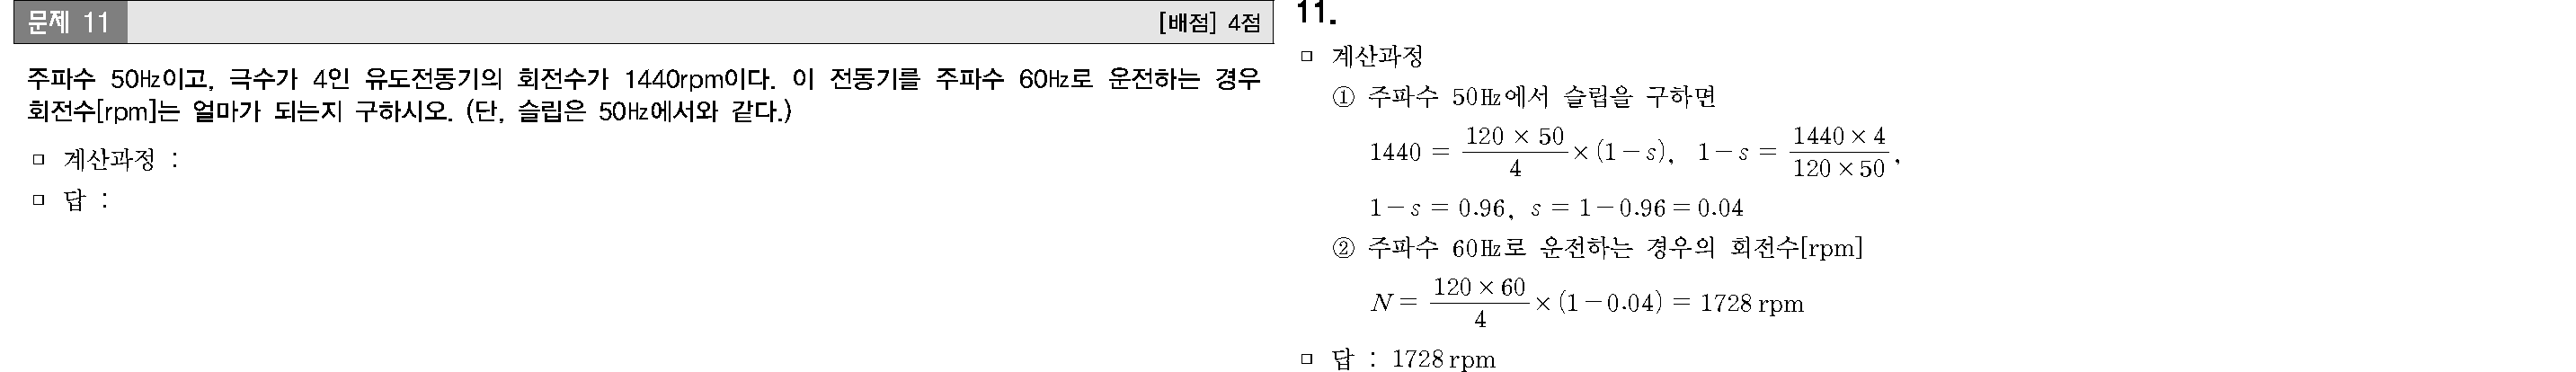 문제 11
[배점] 4점
주파수 50Hz이고, 극수가 4인 유도전동기의 회전수가 1440rpm이다. 이 전동기를 주파수 60Hz로 운전하는 경우
회전수[rpm]는 얼마가 되는지 구하시오. (단, 슬립은 50Hz에서와 같다.)
▫ 계산과정 :
▫ 답 :
11.
▫ 계산과정
① 주파수 50Hz에서 슬립을 구하면
1440 = \frac{120 × 50}{4} × (1 − s), 1 − s = \frac{1440 × 4}{120 × 50},
1 − s = 0.96, s = 1 − 0.96 = 0.04
② 주파수 60Hz로 운전하는 경우의 회전수[rpm]
N = \frac{120 × 60}{4} × (1 − 0.04) = 1728 rpm
▫ 답 : 1728 rpm